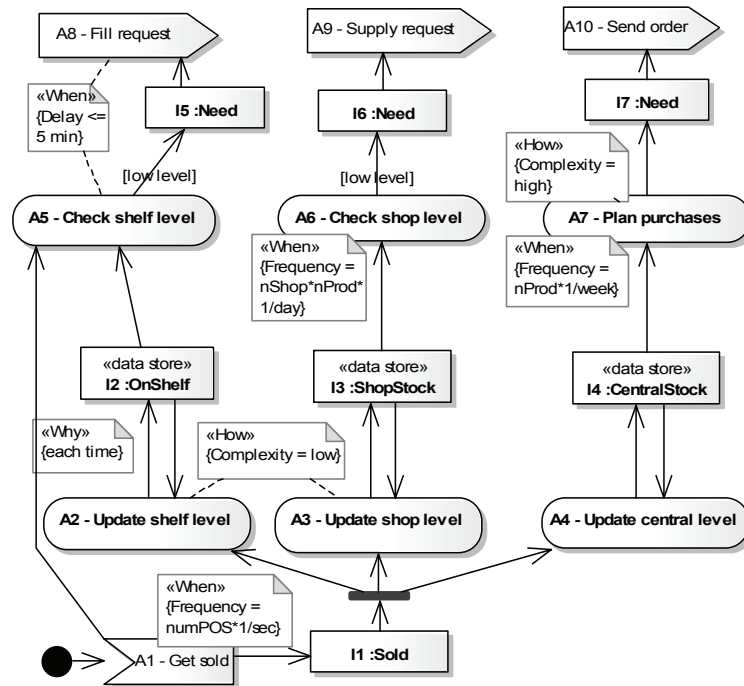 A8 - Fill request
A9 - Supply request
A10 - Send order
«When»
{Delay <=
5 min}
I5 :Need
I6 :Need
I7 :Need
[low level]
[low level]
«How»
{Complexity =
high}
A5 - Check shelf level
A6 - Check shop level
A7 - Plan purchases
«When»
{Frequency =
nShop*nProd*
1/day}
«When»
{Frequency =
nProd*1/week}
«data store»
I2 :OnShelf
«data store»
I3 :ShopStock
«data store»
I4 :CentralStock
«Why»
{each time}
«How»
{Complexity = low}
A2 - Update shelf level
A3 - Update shop level
A4 - Update central level
«When»
{Frequency =
numPOS*1/sec}
A1 - Get sold
I1 :Sold